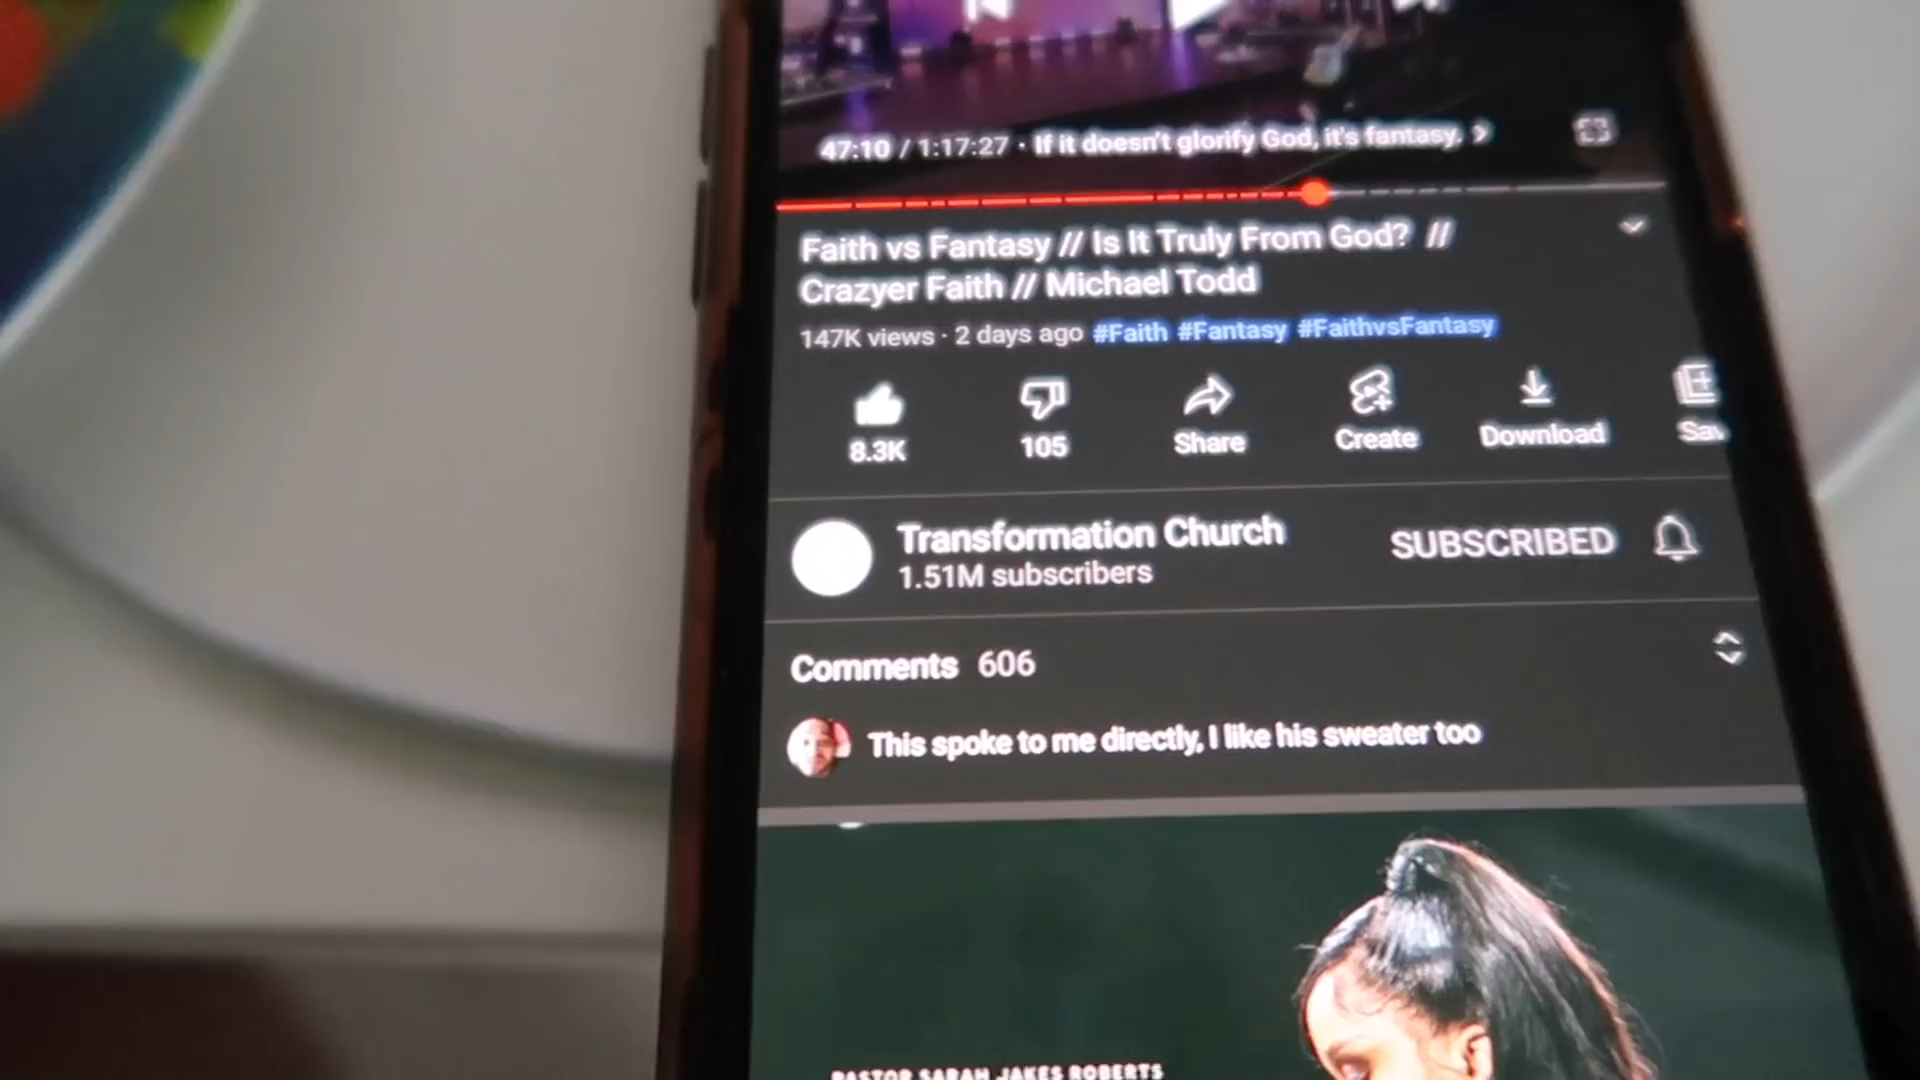 47:10 / 1:17:27 · If it doesn't glorify God, it's fantasy.
Faith vs Fantasy // Is It Truly From God? //
Crazyer Faith // Michael Todd
147K views · 2 days ago #Faith #Fantasy #FaithvsFantasy
8.3K 105 Share Create Download Sav
Transformation Church SUBSCRIBED
1.51M subscribers
Comments 606
This spoke to me directly, I like his sweater too
PASTOR SARAH JAKES ROBERTS